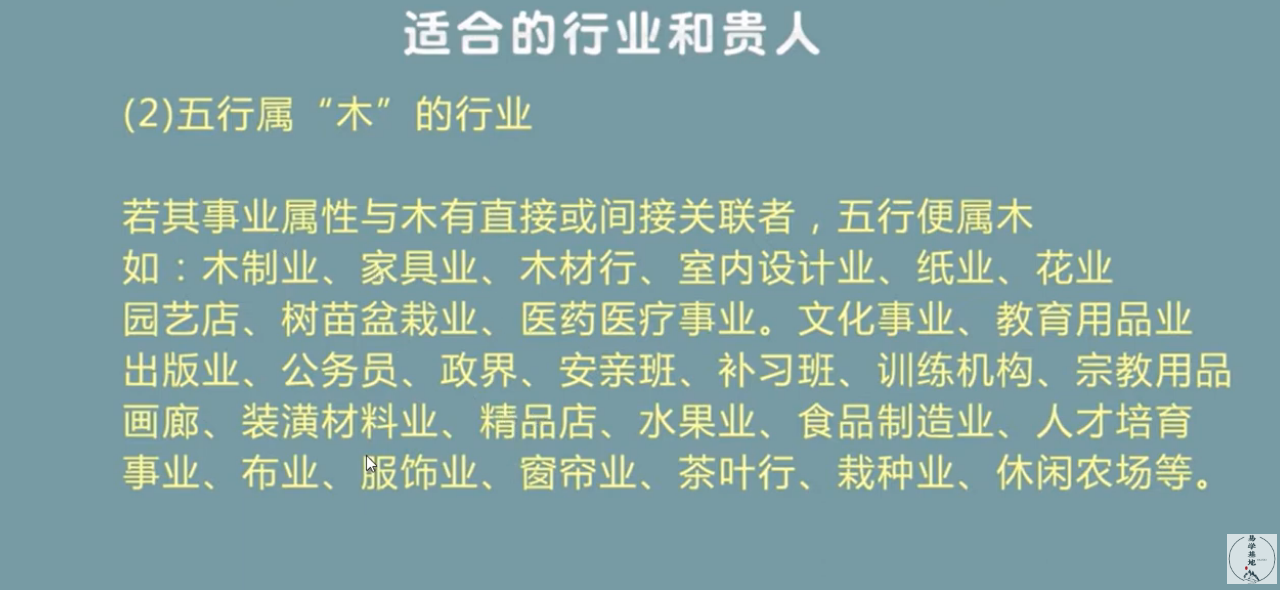 适合的行业和贵人
(2)五行属“木”的行业
若其事业属性与木有直接或间接关联者，五行便属木
如：木制业、家具业、木材行、室内设计业、纸业、花业
园艺店、树苗盆栽业、医药医疗事业。文化事业、教育用品业
出版业、公务员、政界、安亲班、补习班、训练机构、宗教用品
画廊、装潢材料业、精品店、水果业、食品制造业、人才培育
事业、布业、服饰业、窗帘业、茶叶行、栽种业、休闲农场等。
易学基地